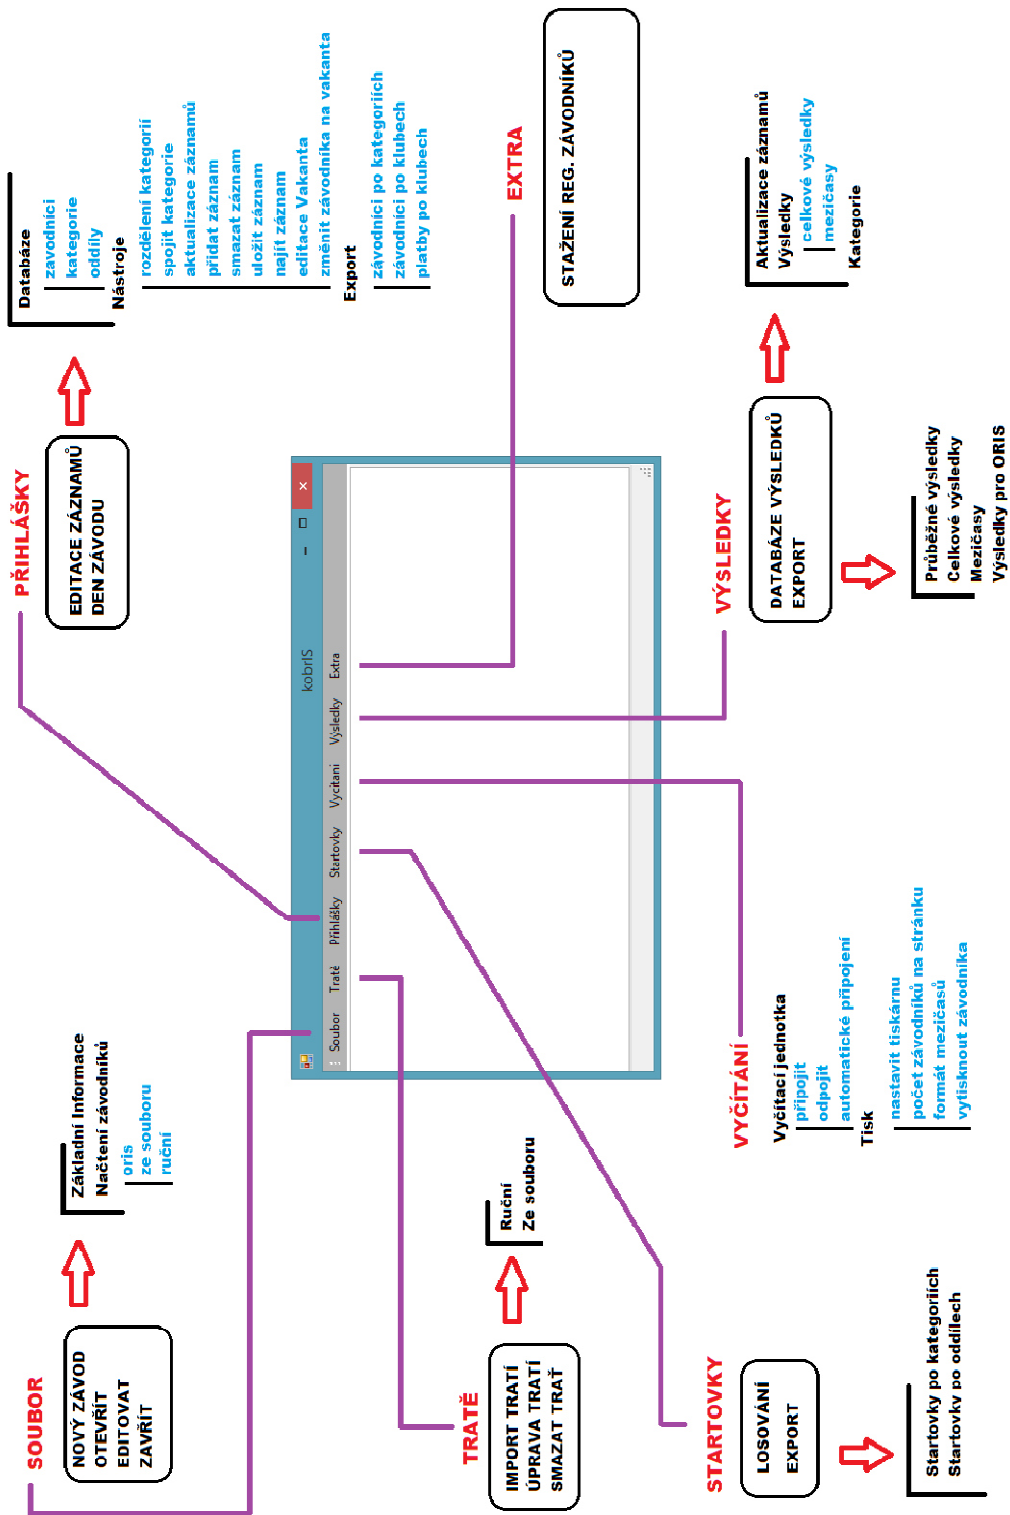 SOUBOR
NOVÝ ZÁVOD
OTEVŘÍT
EDITOVAT
ZAVŘÍT
Základní Informace
Načtení závodníků
oris
ze souboru
ruční
PŘIHLÁŠKY
EDITACE ZÁZNAMŮ
DEN ZÁVODU
Databáze
závodníci
kategorie
oddíly
Nástroje
rozdělení kategorií
spojit kategorie
aktualizace záznamů
přidat záznam
smazat záznam
uložit záznam
najít záznam
editace Vakanta
změnit závodníka na vakanta
Export
závodníci po kategoriích
závodníci po klubech
platby po klubech
kobrIS
Soubor Tratě Přihlášky Startovky Vycitani Výsledky Extra
TRATĚ
IMPORT TRATÍ
ÚPRAVA TRATÍ
SMAZAT TRAŤ
Ruční
Ze souboru
EXTRA
STAŽENÍ REG. ZÁVODNÍKŮ
STARTOVKY
LOSOVÁNÍ
EXPORT
Startovky po kategoriích
Startovky po oddílech
VYČÍTÁNÍ
Vyčítací jednotka
připojit
odpojit
automatické připojení
Tisk
nastavit tiskárnu
počet závodníků na stránku
formát mezičasů
vytisknout závodníka
VÝSLEDKY
DATABÁZE VÝSLEDKŮ
EXPORT
Aktualizace záznamů
Výsledky
celkové výsledky
mezičasy
Kategorie
Průběžné výsledky
Celkové výsledky
Mezičasy
Výsledky pro ORIS